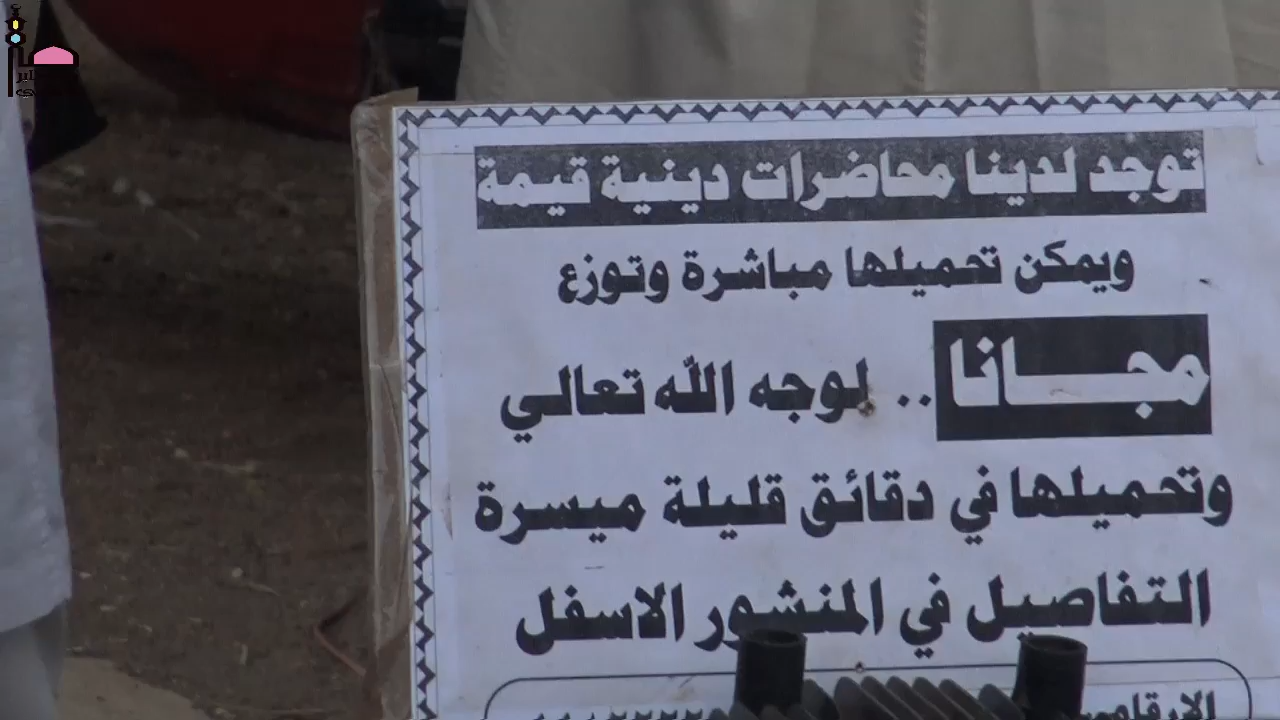 توجد لدينا محاضرات دينية قيمة
ويمكن تحميلها مباشرة وتوزع
مجـــانا .. لوجه الله تعالي
وتحميلها في دقائق قليلة ميسرة
التفاصيل في المنشور الاسفل